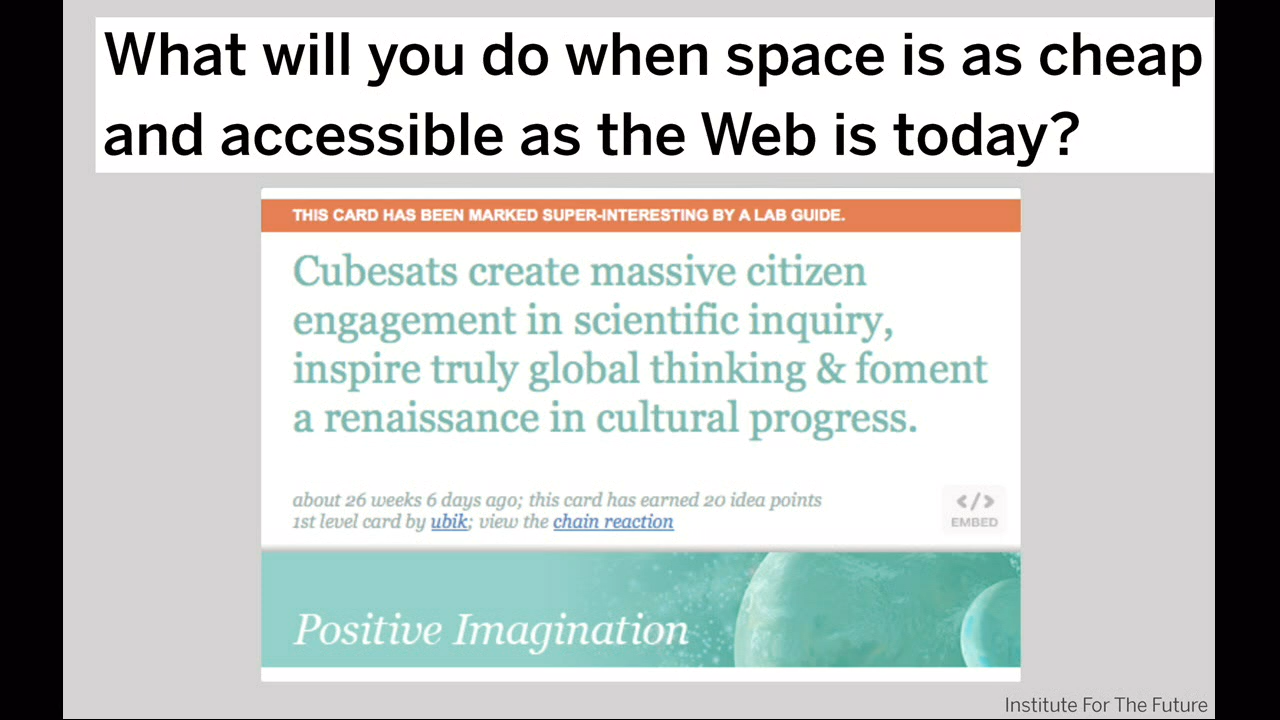 What will you do when space is as cheap
and accessible as the Web is today?
THIS CARD HAS BEEN MARKED SUPER-INTERESTING BY A LAB GUIDE.
Cubesats create massive citizen
engagement in scientific inquiry,
inspire truly global thinking & foment
a renaissance in cultural progress.
about 26 weeks 6 days ago; this card has earned 20 idea points
1st level card by ubik; view the chain reaction
</>
EMBED
Positive Imagination
Institute For The Future